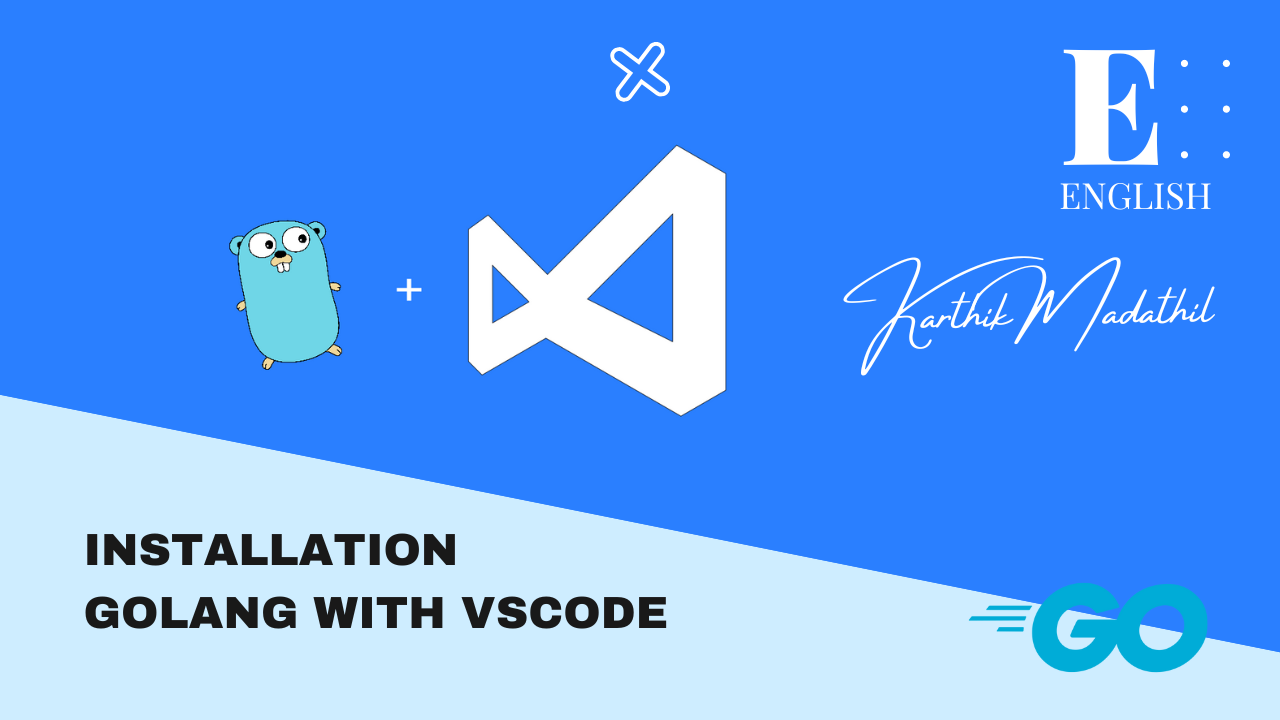 E
ENGLISH
Karthik Madathil
+
INSTALLATION
GOLANG WITH VSCODE
GO